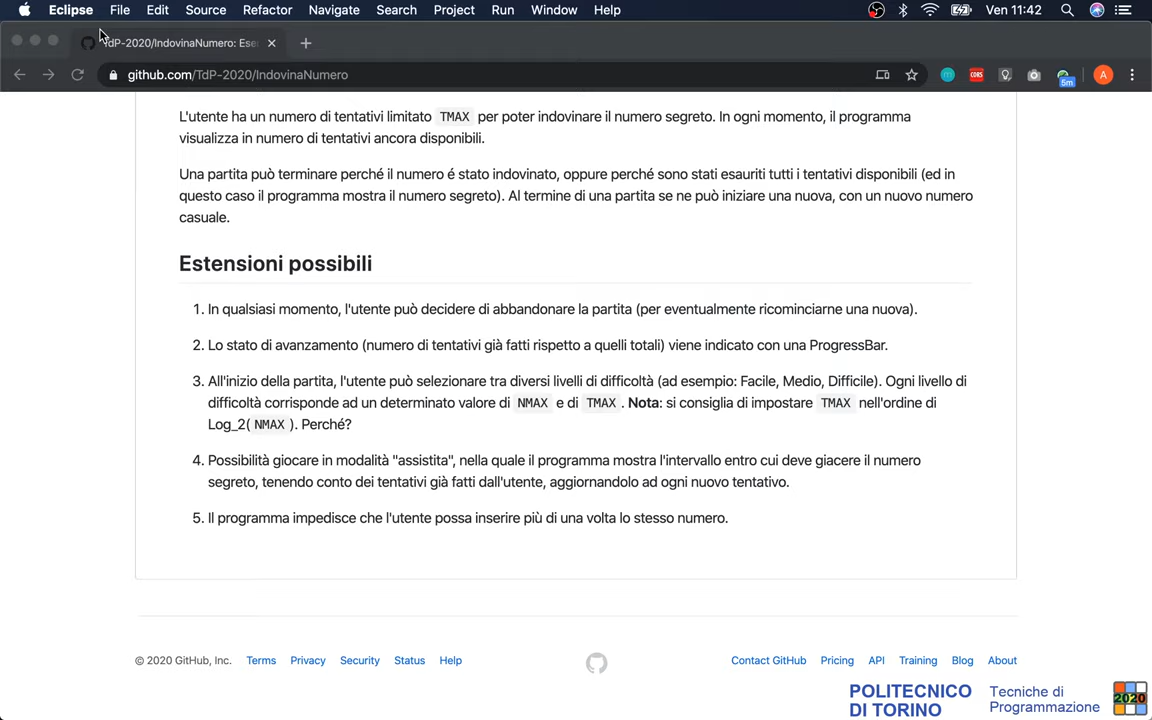 Eclipse File Edit Source Refactor Navigate Search Project Run Window Help Ven 11:42
TdP-2020/IndovinaNumero: Ese
github.com/TdP-2020/IndovinaNumero
CORS
5m
A
L'utente ha un numero di tentativi limitato TMAX per poter indovinare il numero segreto. In ogni momento, il programma
visualizza in numero di tentativi ancora disponibili.
Una partita può terminare perché il numero é stato indovinato, oppure perché sono stati esauriti tutti i tentativi disponibili (ed in
questo caso il programma mostra il numero segreto). Al termine di una partita se ne può iniziare una nuova, con un nuovo numero
casuale.
Estensioni possibili
1. In qualsiasi momento, l'utente può decidere di abbandonare la partita (per eventualmente ricominciarne una nuova).
2. Lo stato di avanzamento (numero di tentativi già fatti rispetto a quelli totali) viene indicato con una ProgressBar.
3. All'inizio della partita, l'utente può selezionare tra diversi livelli di difficoltà (ad esempio: Facile, Medio, Difficile). Ogni livello di
difficoltà corrisponde ad un determinato valore di NMAX e di TMAX. Nota: si consiglia di impostare TMAX nell'ordine di
Log_2( NMAX ). Perché?
4. Possibilità giocare in modalità "assistita", nella quale il programma mostra l'intervallo entro cui deve giacere il numero
segreto, tenendo conto dei tentativi già fatti dall'utente, aggiornandolo ad ogni nuovo tentativo.
5. Il programma impedisce che l'utente possa inserire più di una volta lo stesso numero.
© 2020 GitHub, Inc. Terms Privacy Security Status Help Contact GitHub Pricing API Training Blog About
POLITECNICO
DI TORINO
Tecniche di
Programmazione
2020